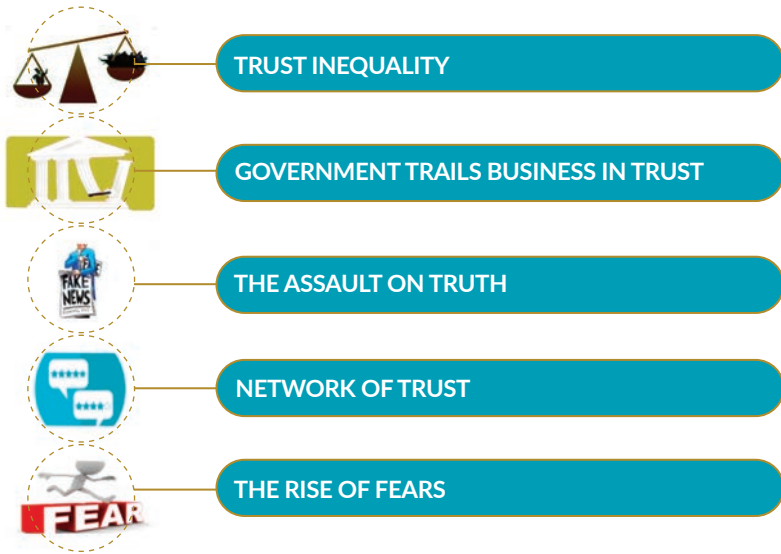 TRUST INEQUALITY
GOVERNMENT TRAILS BUSINESS IN TRUST
FAKE
NEWS
THE ASSAULT ON TRUTH
NETWORK OF TRUST
FEAR
THE RISE OF FEARS